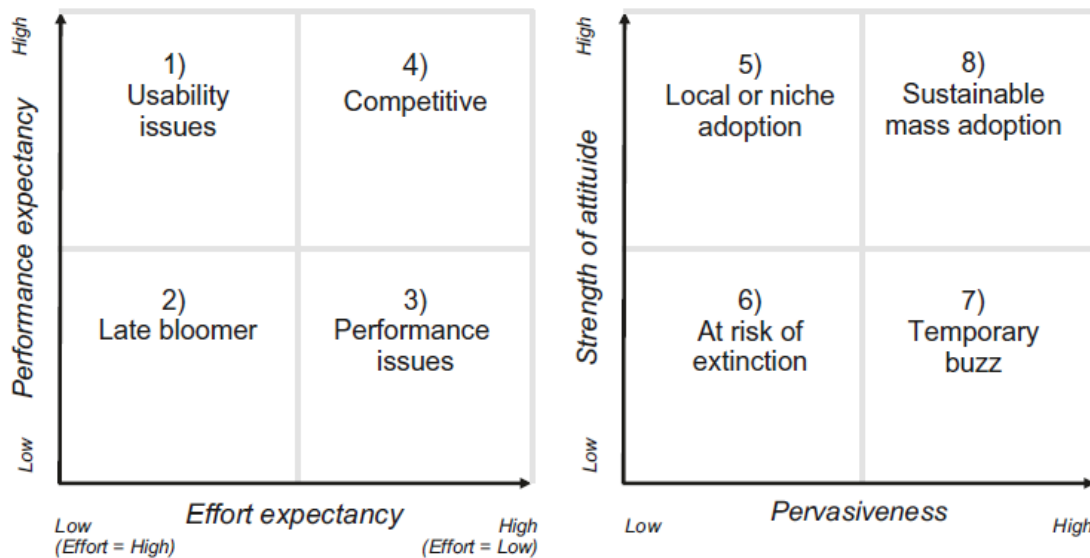 High
Performance expectancy
Low
1)
Usability
issues
4)
Competitive
2)
Late bloomer
3)
Performance
issues
Low
(Effort = High)
Effort expectancy
High
(Effort = Low)
High
Strength of attituide
Low
5)
Local or niche
adoption
8)
Sustainable
mass adoption
6)
At risk of
extinction
7)
Temporary
buzz
Low
Pervasiveness
High